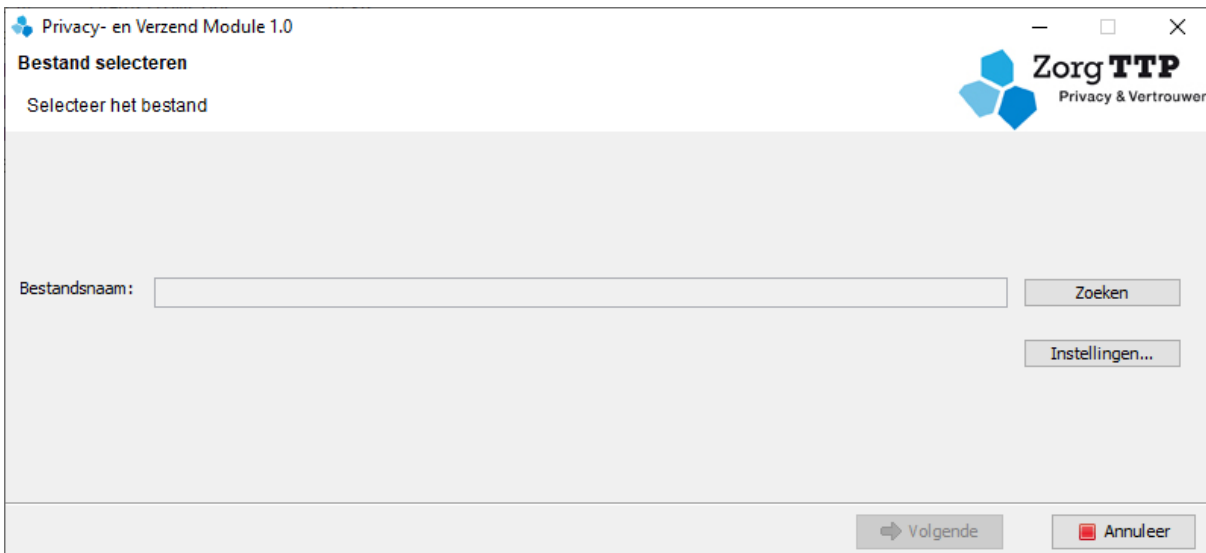 Privacy- en Verzend Module 1.0
Bestand selecteren
Selecteer het bestand
Zorg TTP
Privacy & Vertrouwen
Bestandsnaam:
Zoeken
Instellingen...
Volgende
Annuleer